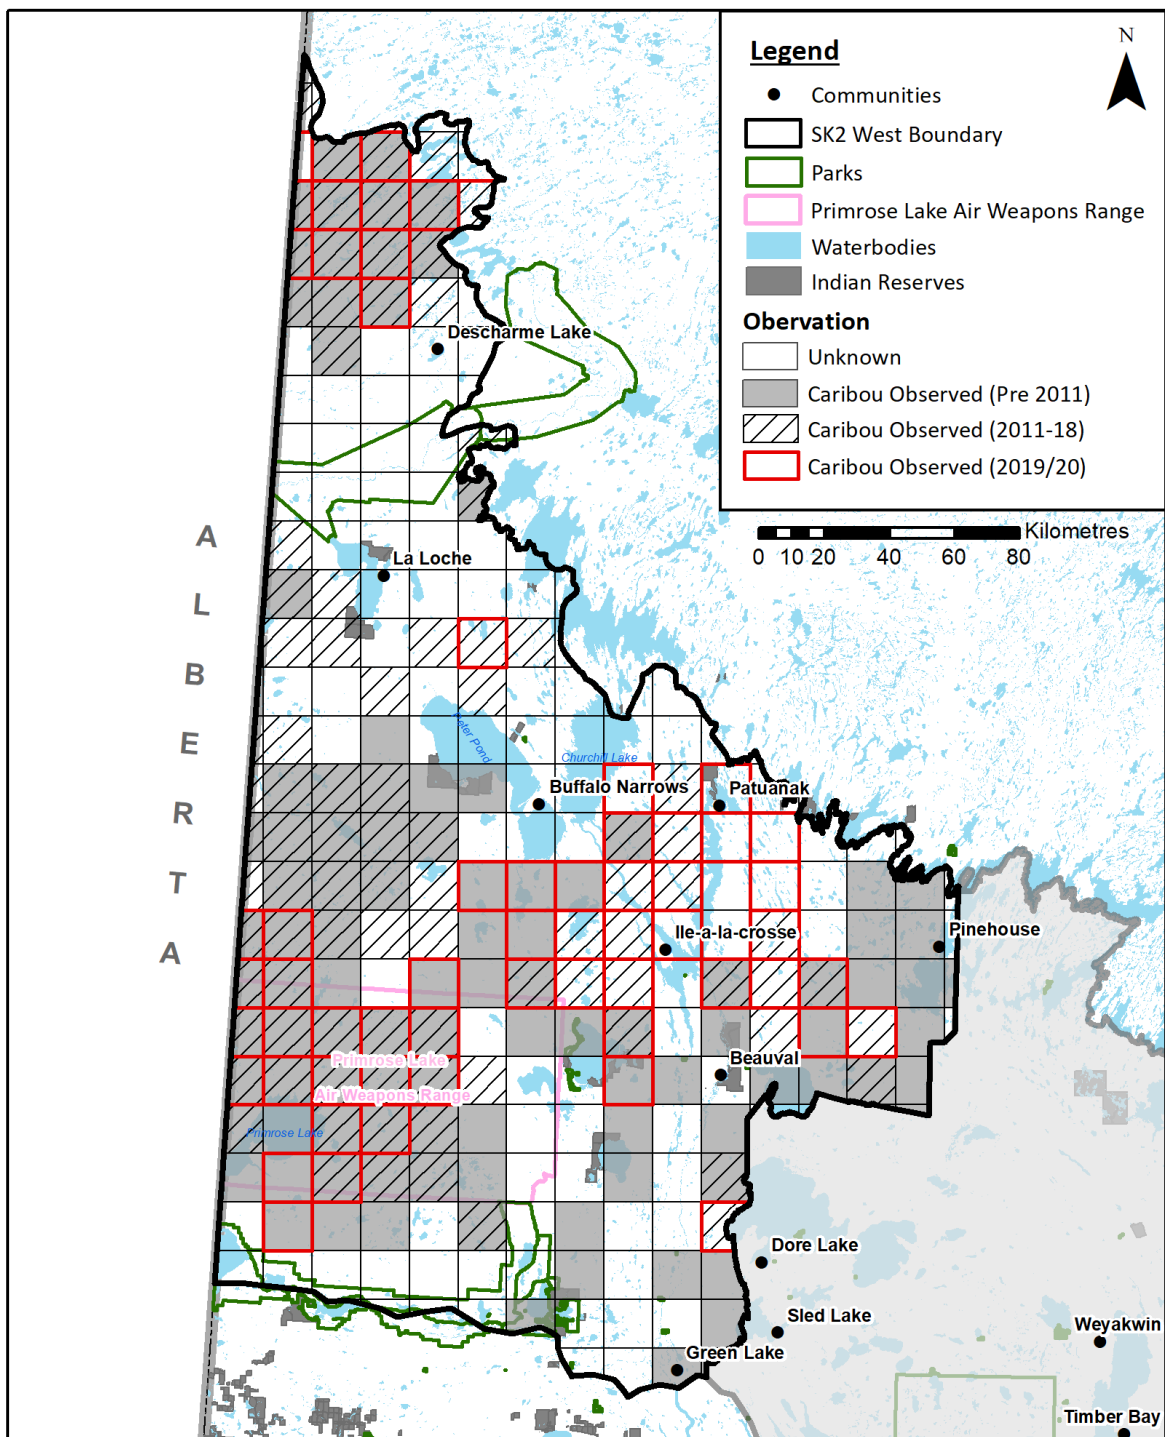 Legend
N
Communities
SK2 West Boundary
Parks
Primrose Lake Air Weapons Range
Waterbodies
Indian Reserves
Obervation
Unknown
Caribou Observed (Pre 2011)
Caribou Observed (2011-18)
Caribou Observed (2019/20)
Kilometres
0 10 20 40 60 80
Descharme Lake
La Loche
A
L
B
E
R
T
A
Peter Pond
Churchill Lake
Buffalo Narrows
Patuanak
Ile-a-la-crosse
Pinehouse
Primrose Lake
Air Weapons Range
Beauval
Primrose Lake
Dore Lake
Sled Lake
Weyakwin
Green Lake
Timber Bay